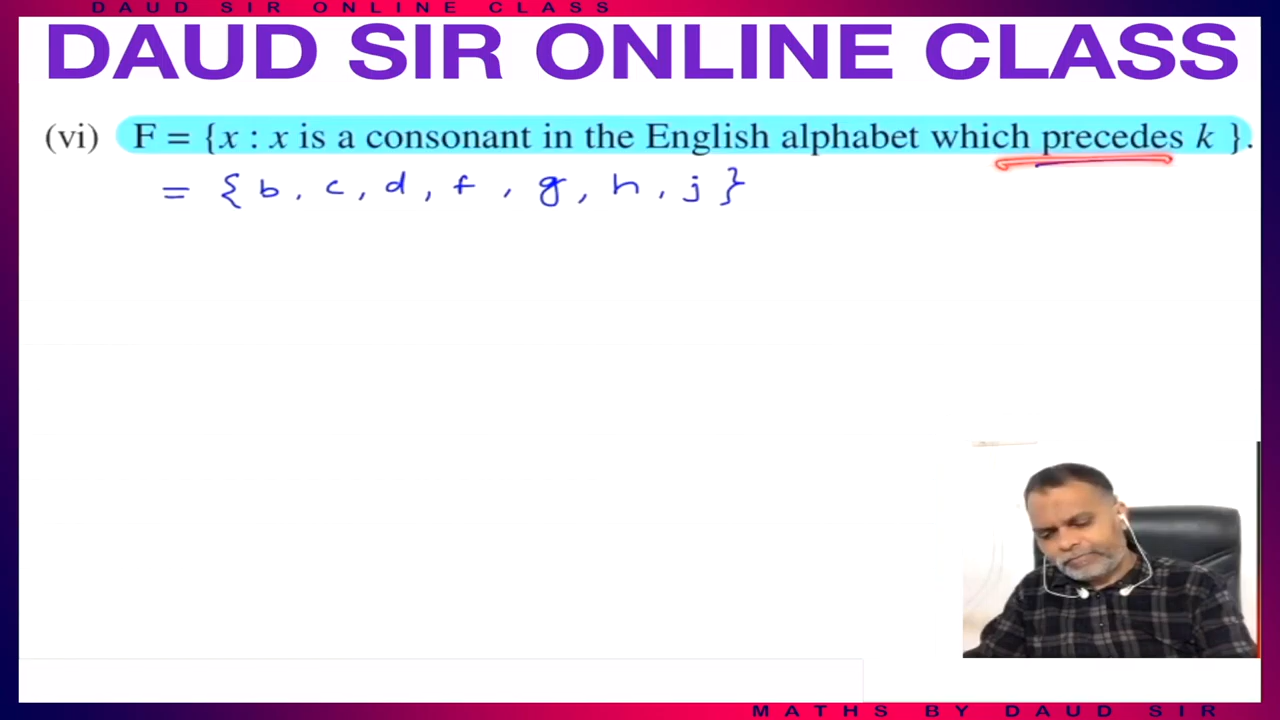 DAUD SIR ONLINE CLASS
DAUD SIR ONLINE CLASS
(vi) F = {x : x is a consonant in the English alphabet which precedes k }.
= {b, c, d, f, g, h, j}
MATHS BY DAUD SIR